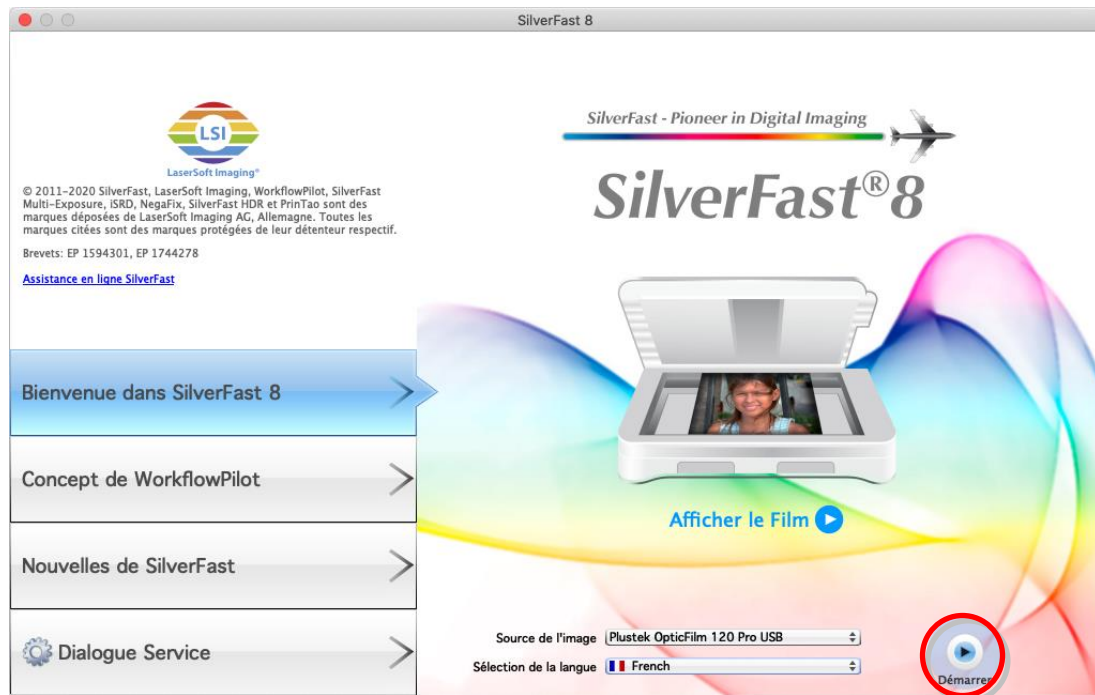 SilverFast 8
LSI
LaserSoft Imaging®
© 2011-2020 SilverFast, LaserSoft Imaging, WorkflowPilot, SilverFast
Multi-Exposure, iSRD, NegaFix, SilverFast HDR et PrinTao sont des
marques déposées de LaserSoft Imaging AG, Allemagne. Toutes les
marques citées sont des marques protégées de leur détenteur respectif.
Brevets: EP 1594301, EP 1744278
Assistance en ligne SilverFast
SilverFast - Pioneer in Digital Imaging
SilverFast®8
Bienvenue dans SilverFast 8
Concept de WorkflowPilot
Nouvelles de SilverFast
Dialogue Service
Afficher le Film
Source de l'image Plustek OpticFilm 120 Pro USB
Sélection de la langue French
Démarrer